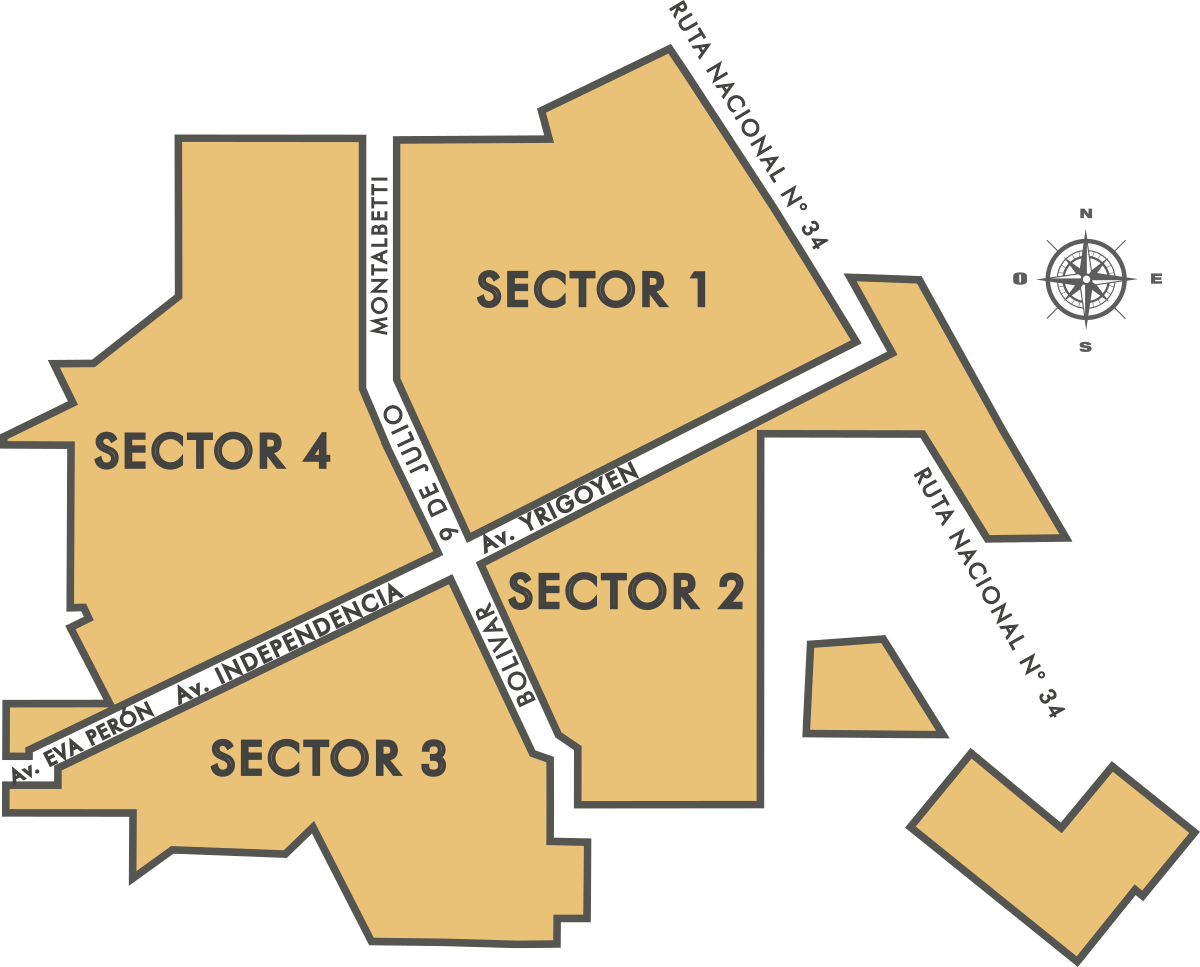 RUTA NACIONAL N° 34
MONTALBETTI
N
O
E
S
SECTOR 1
9 DE JULIO
SECTOR 4
Av. YRIGOYEN
RUTA NACIONAL N° 34
SECTOR 2
Av. INDEPENDENCIA
BOLIVAR
Av. EVA PERÓN
SECTOR 3